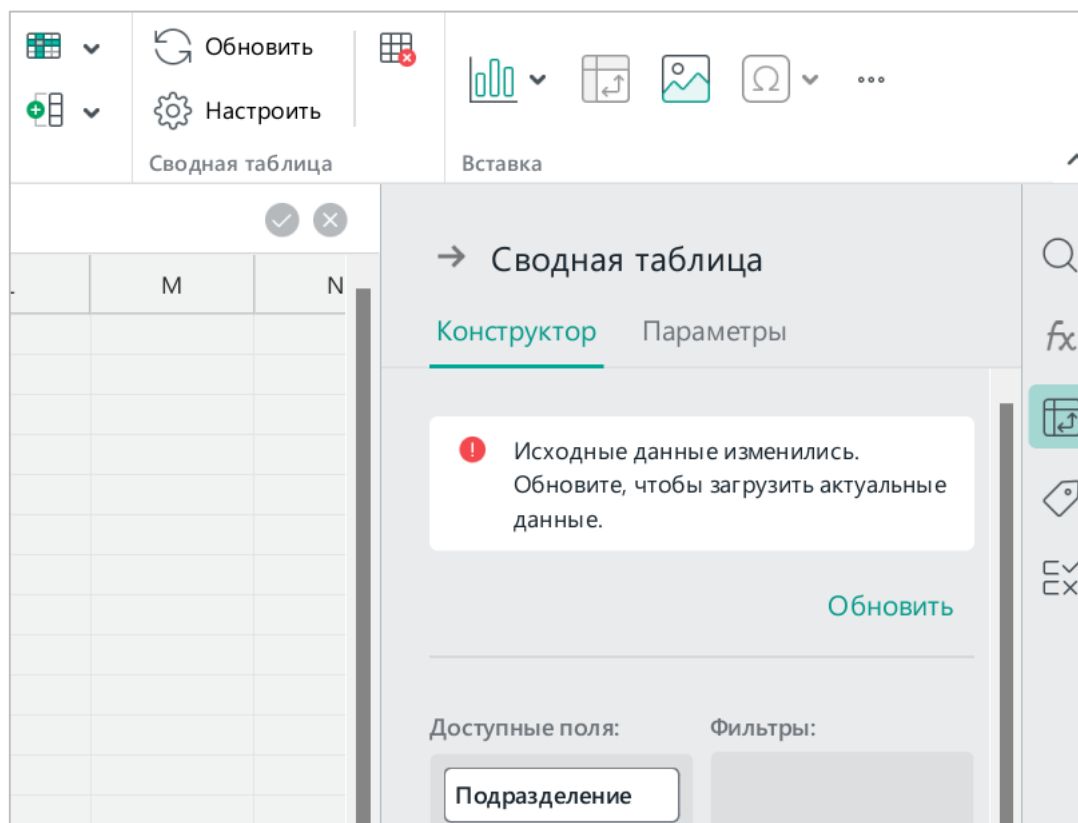 Обновить
Настроить
Сводная таблица
Ω
Вставка
M
N
Сводная таблица
fx
Конструктор
Параметры
Исходные данные изменились.
Обновите, чтобы загрузить актуальные
данные.
Обновить
Доступные поля:
Фильтры:
Подразделение